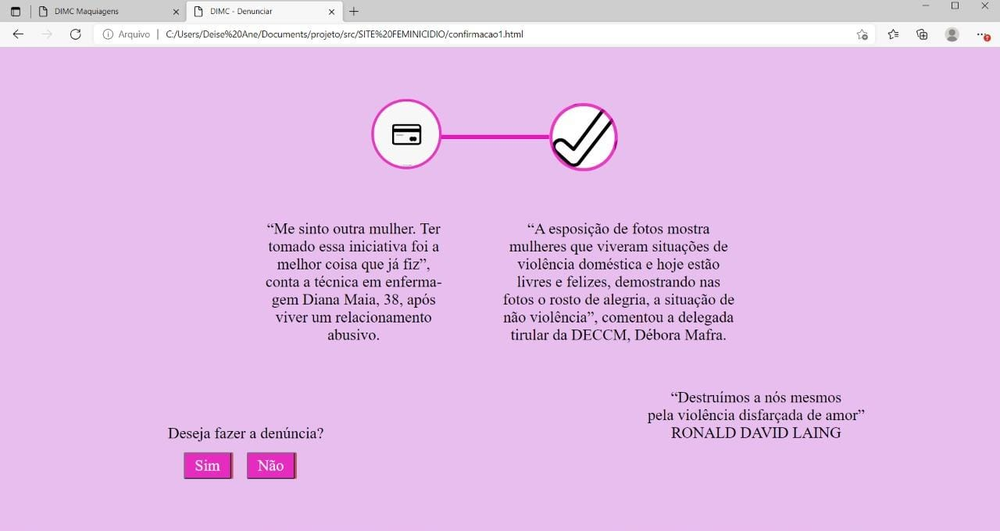 DIMC Maquiagens
DIMC - Denunciar
Arquivo
C:/Users/Deise%20Ane/Documents/projeto/src/SITE%20FEMINICIDIO/confirmacao1.html
“Me sinto outra mulher. Ter
tomado essa iniciativa foi a
melhor coisa que já fiz”,
conta a técnica em enferma-
gem Diana Maia, 38, após
viver um relacionamento
abusivo.
“A esposição de fotos mostra
mulheres que viveram situações de
violência doméstica e hoje estão
livres e felizes, demostrando nas
fotos o rosto de alegria, a situação de
não violência”, comentou a delegada
tirular da DECCM, Débora Mafra.
“Destruímos a nós mesmos
pela violência disfarçada de amor”
RONALD DAVID LAING
Deseja fazer a denúncia?
Sim Não